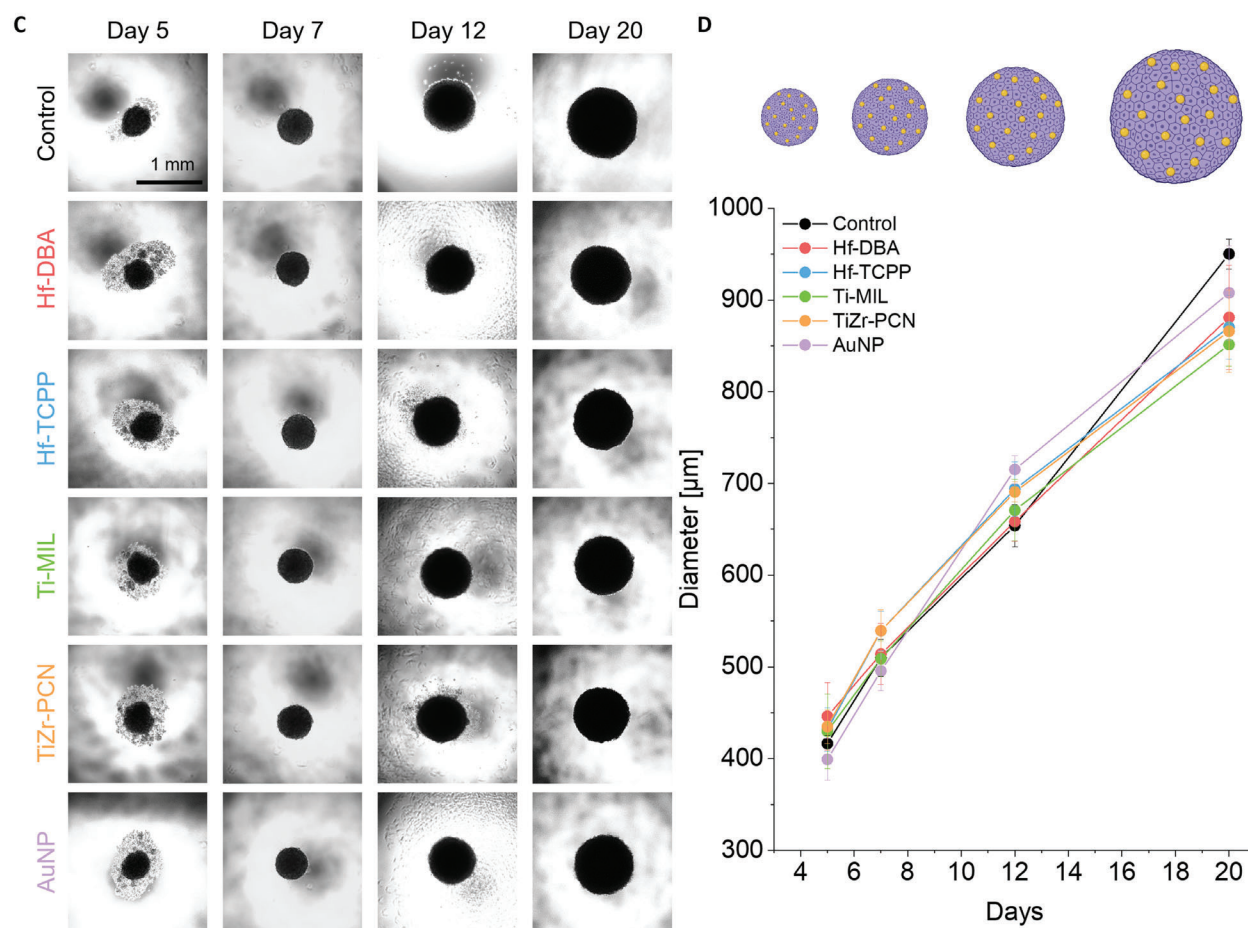 C
Day 5 Day 7 Day 12 Day 20
Control
1 mm
Hf-DBA
Hf-TCPP
Ti-MIL
TiZr-PCN
AuNP
D
1000
900
800
700
600
500
400
300
Diameter [µm]
Control
Hf-DBA
Hf-TCPP
Ti-MIL
TiZr-PCN
AuNP
4 6 8 10 12 14 16 18 20
Days